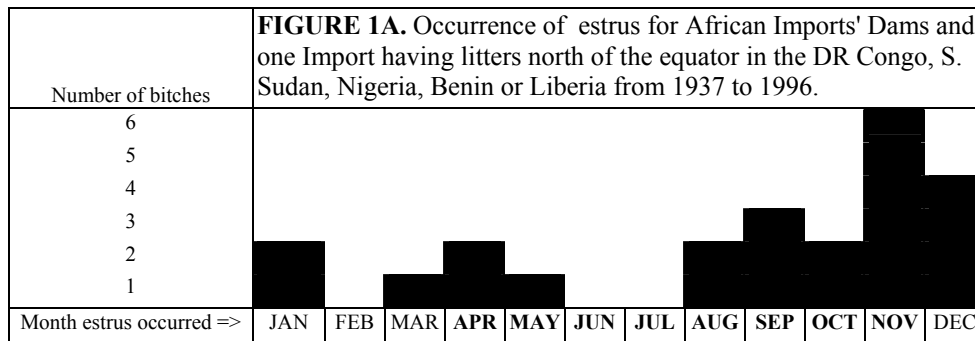 FIGURE 1A. Occurrence of estrus for African Imports' Dams and
one Import having litters north of the equator in the DR Congo, S.
Sudan, Nigeria, Benin or Liberia from 1937 to 1996.
Number of bitches
6
5
4
3
2
1
Month estrus occurred => JAN FEB MAR APR MAY JUN JUL AUG SEP OCT NOV DEC